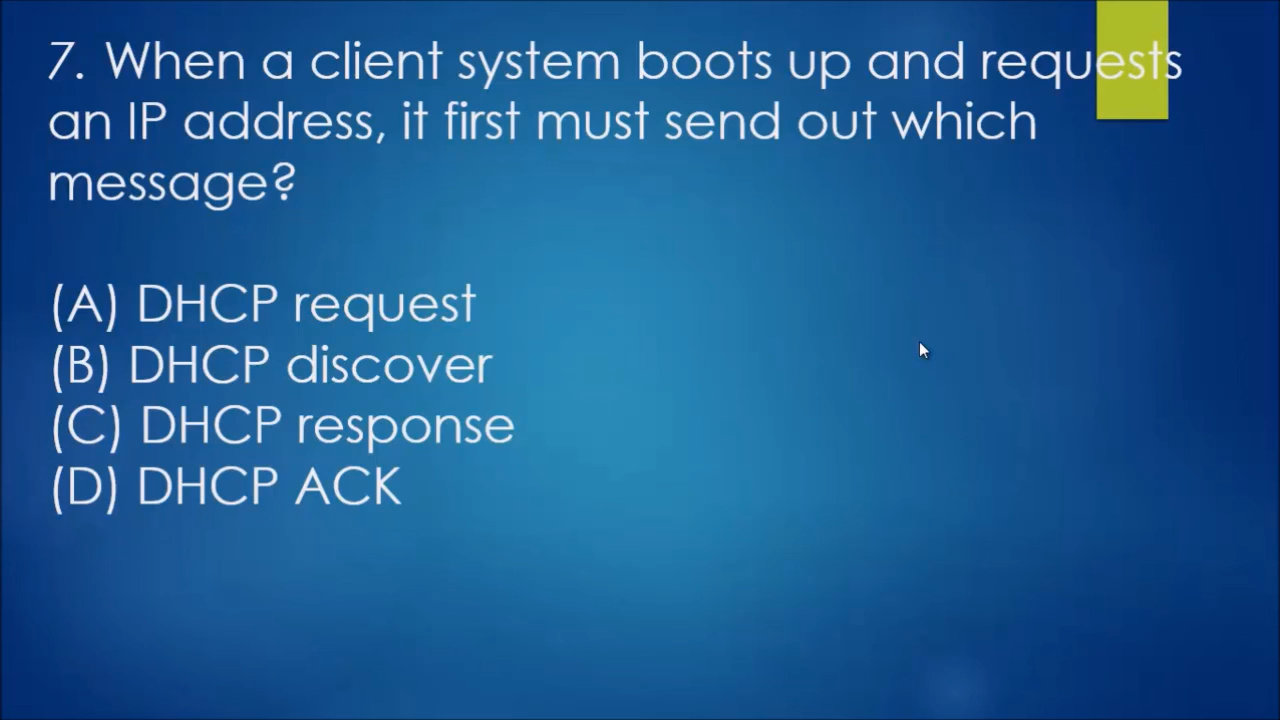 7. When a client system boots up and requests
an IP address, it first must send out which
message?
(A) DHCP request
(B) DHCP discover
(C) DHCP response
(D) DHCP ACK